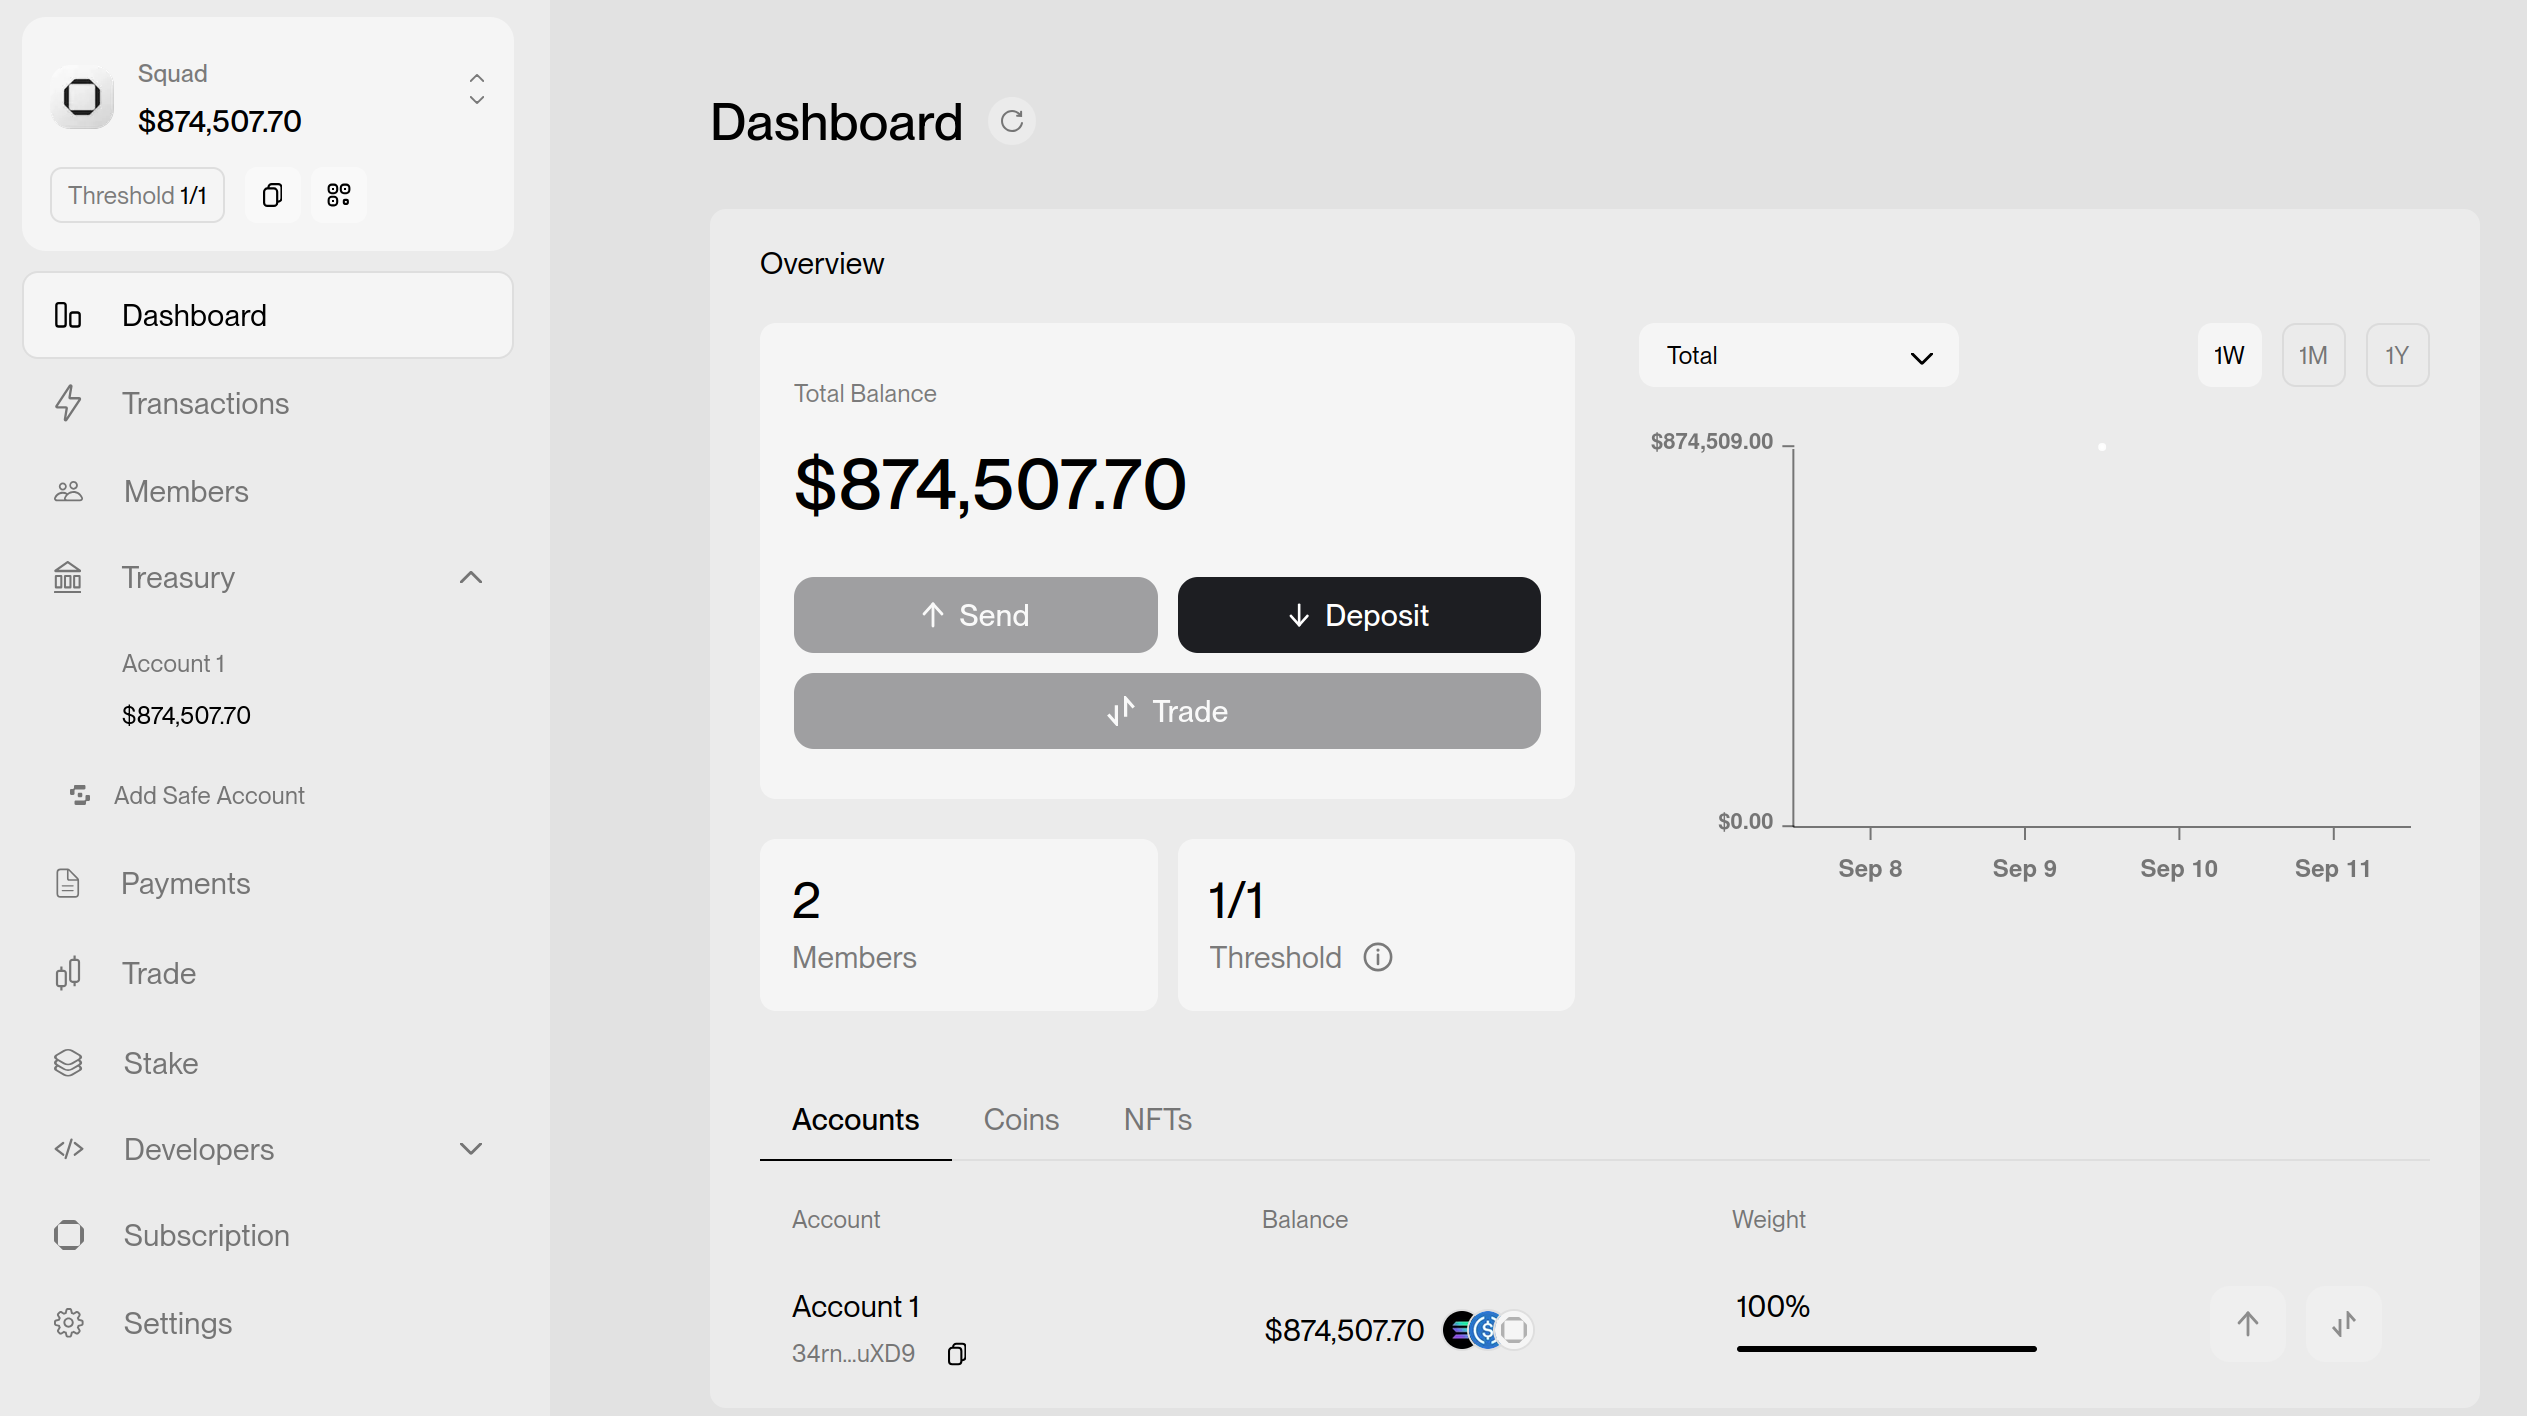 Squad
$874,507.70
Threshold 1/1
Dashboard
Transactions
Members
Treasury
Account 1
$874,507.70
Add Safe Account
Payments
Trade
Stake
Developers
Subscription
Settings
Dashboard
Overview
Total Balance
$874,507.70
Send
Deposit
Trade
2
Members
1/1
Threshold
Total
1W
1M
1Y
$874,509.00
$0.00
Sep 8
Sep 9
Sep 10
Sep 11
Accounts
Coins
NFTs
Account
Balance
Weight
Account 1
34rn...uXD9
$874,507.70
100%